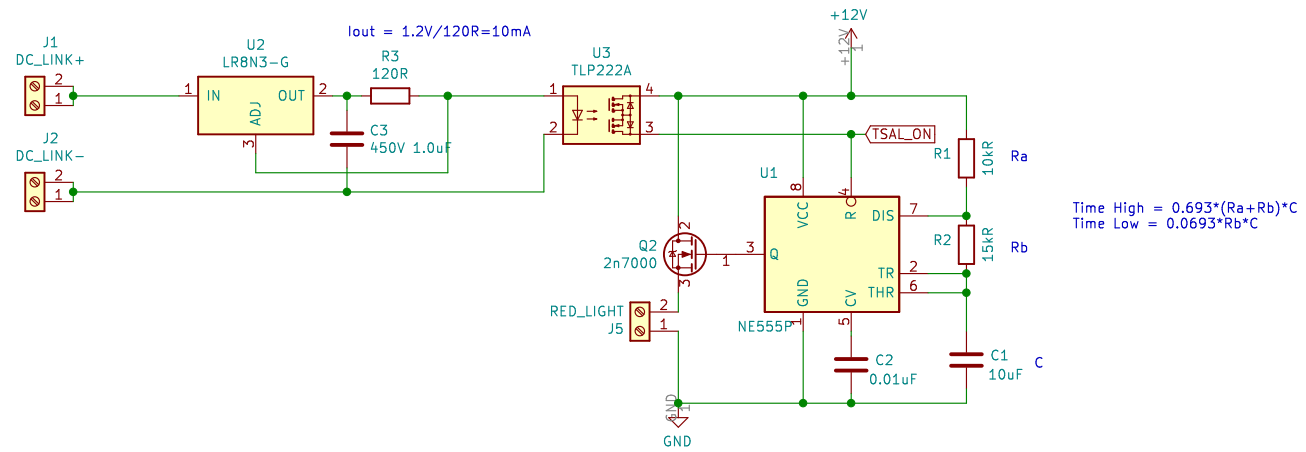 Iout = 1.2V/120R=10mA
J1
DC_LINK+
2
1
J2
DC_LINK-
2
1
U2
LR8N3-G
1
IN
OUT
2
ADJ
3
R3
120R
C3
450V 1.0uF
U3
TLP222A
1
2
4
3
+12V
+12V
1
TSAL_ON
R1
10kR
Ra
U1
8
VCC
4
R
DIS
7
R2
15kR
Rb
Time High = 0.693*(Ra+Rb)*C
Time Low = 0.0693*Rb*C
Q2
2n7000
2
1
3
3
Q
TR
2
THR
6
GND
1
CV
5
NE555P
RED_LIGHT
J5
2
1
C2
0.01uF
C1
10uF
C
GND
1
GND